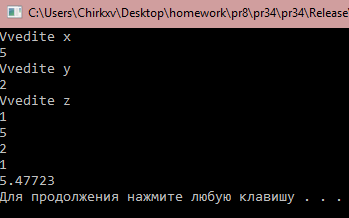 C:\Users\Chirkxv\Desktop\homework\pr8\pr34\pr34\Release\
Vvedite x
5
Vvedite y
2
Vvedite z
1
5
2
1
5.47723
Для продолжения нажмите любую клавишу . . .